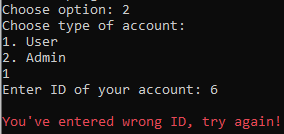 Choose option: 2
Choose type of account:
1. User
2. Admin
1
Enter ID of your account: 6
You've entered wrong ID, try again!